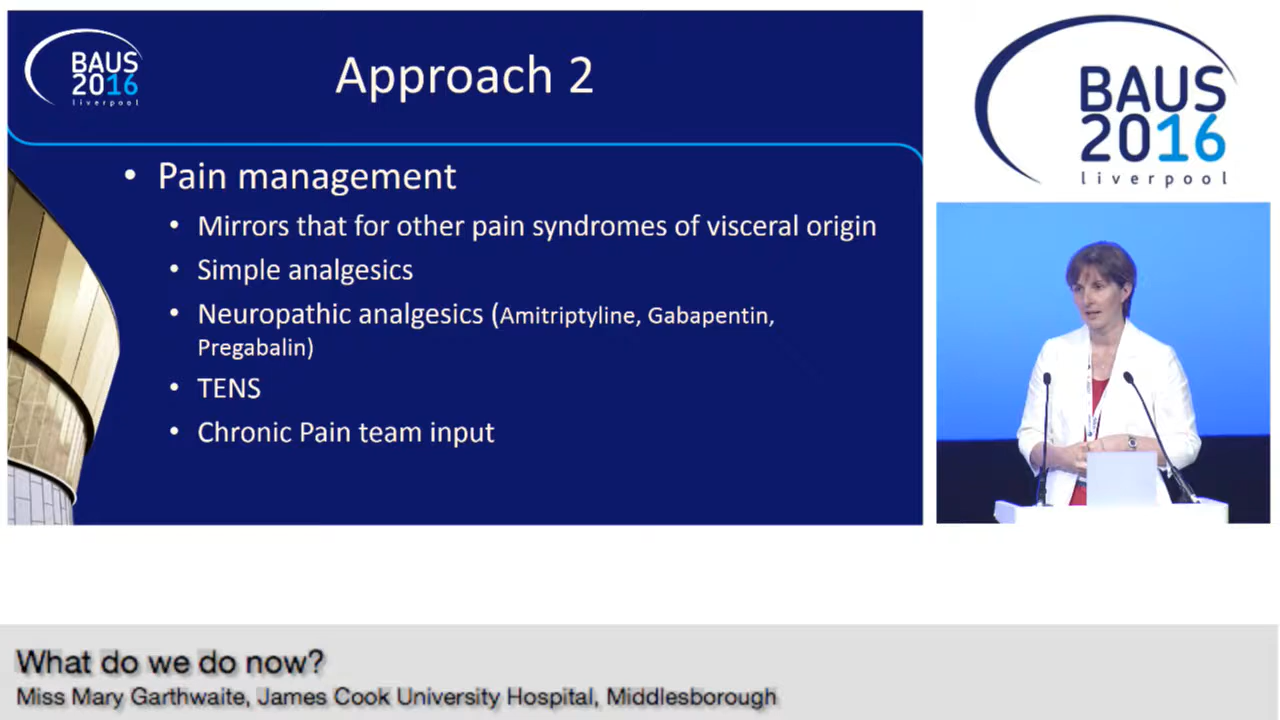 BAUS
2016
liverpool
Approach 2
• Pain management
• Mirrors that for other pain syndromes of visceral origin
• Simple analgesics
• Neuropathic analgesics (Amitriptyline, Gabapentin,
Pregabalin)
• TENS
• Chronic Pain team input
BAUS
2016
liverpool
What do we do now?
Miss Mary Garthwaite, James Cook University Hospital, Middlesborough